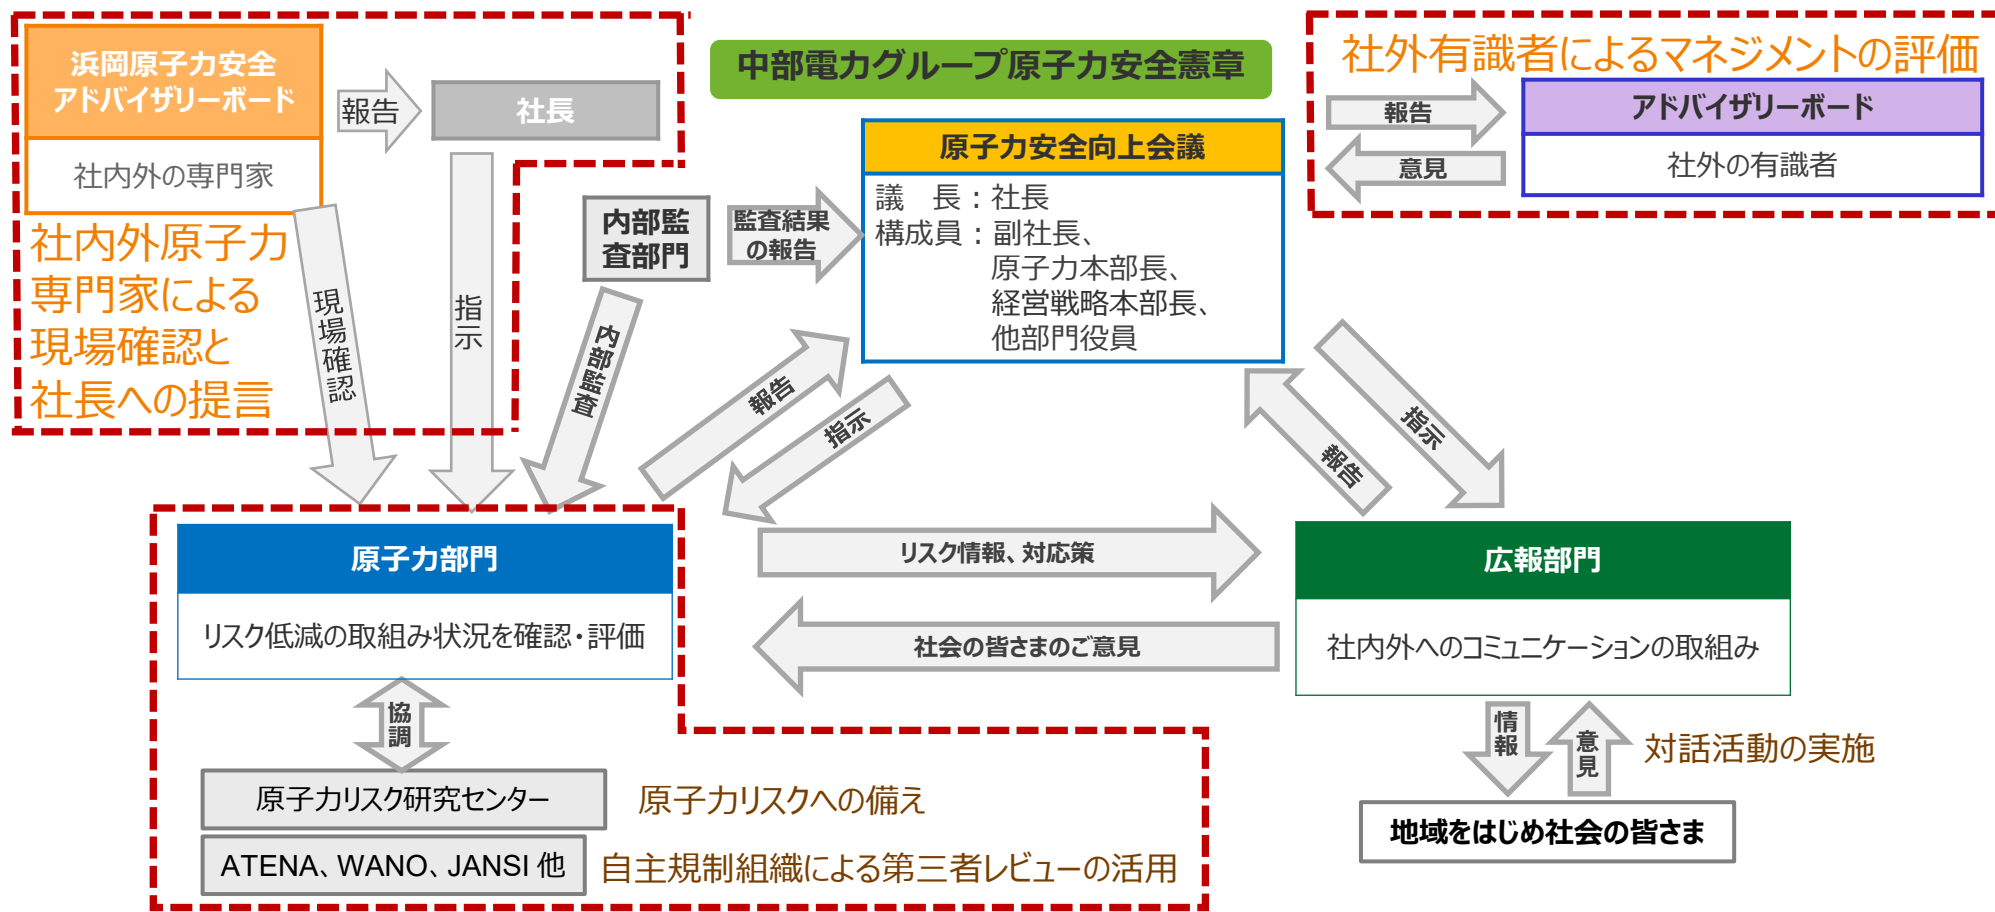 浜岡原子力安全
アドバイザリーボード
社内外の専門家
報告
社長
社内外原子力
専門家による
現場確認と
社長への提言
現場確認
指示
中部電力グループ原子力安全憲章
原子力安全向上会議
議　長：社長
構成員：副社長、
原子力本部長、
経営戦略本部長、
他部門役員
内部監
査部門
監査結果
の報告
内部監査
社外有識者によるマネジメントの評価
報告
意見
アドバイザリーボード
社外の有識者
報告
指示
指示
報告
原子力部門
リスク低減の取組み状況を確認・評価
リスク情報、対応策
社会の皆さまのご意見
広報部門
社内外へのコミュニケーションの取組み
協調
原子力リスク研究センター
原子力リスクへの備え
ATENA、WANO、JANSI 他
自主規制組織による第三者レビューの活用
情報
意見
対話活動の実施
地域をはじめ社会の皆さま